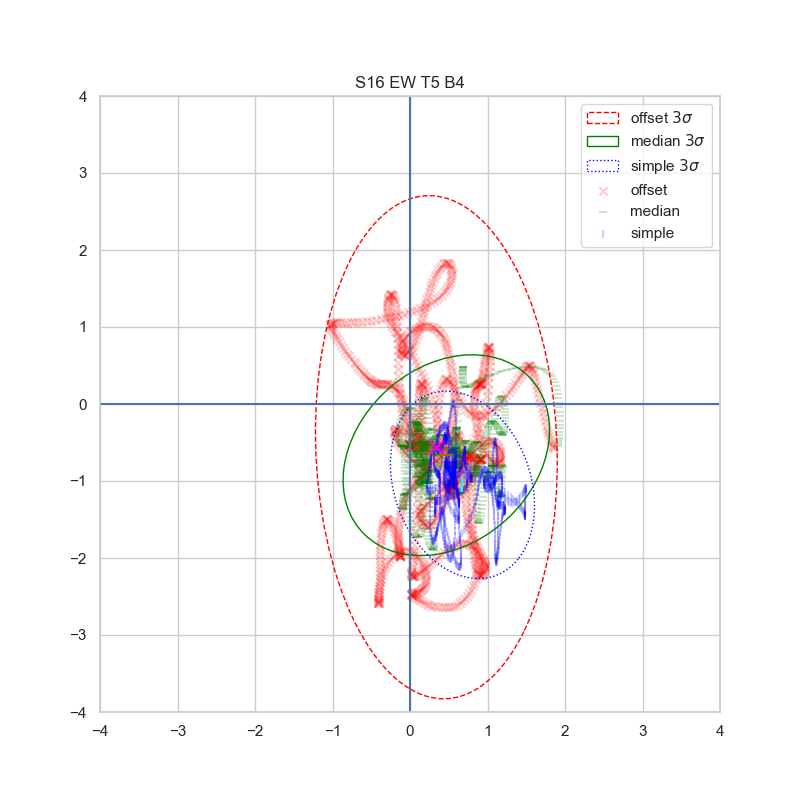 S16 EW T5 B4
offset 3σ
median 3σ
simple 3σ
offset
median
simple
4
3
2
1
0
−1
−2
−3
−4
−4 −3 −2 −1 0 1 2 3 4